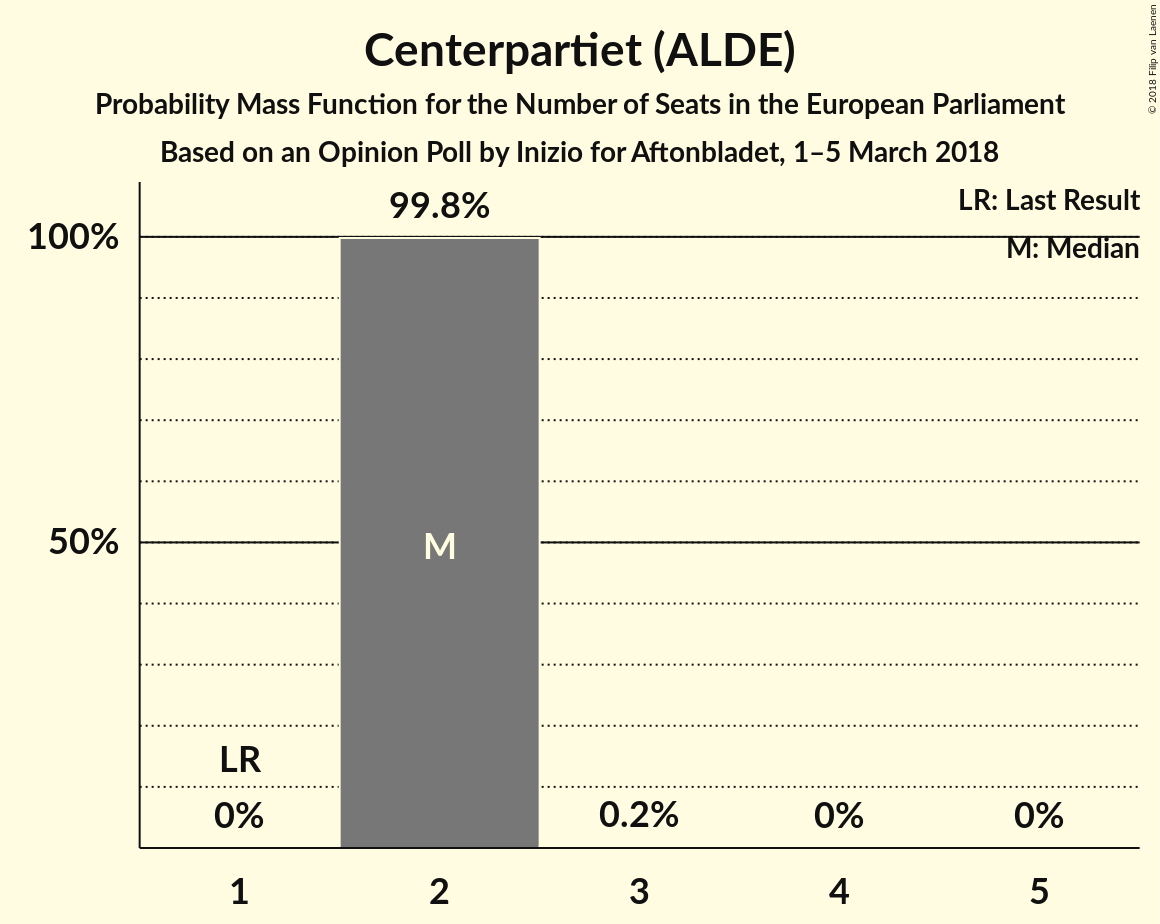 Centerpartiet (ALDE)
Probability Mass Function for the Number of Seats in the European Parliament
Based on an Opinion Poll by Inizio for Aftonbladet, 1–5 March 2018
© 2018 Filip van Laenen
LR: Last Result
M: Median
99.8%
100%
50%
M
LR
0%
0.2%
0%
0%
1 2 3 4 5